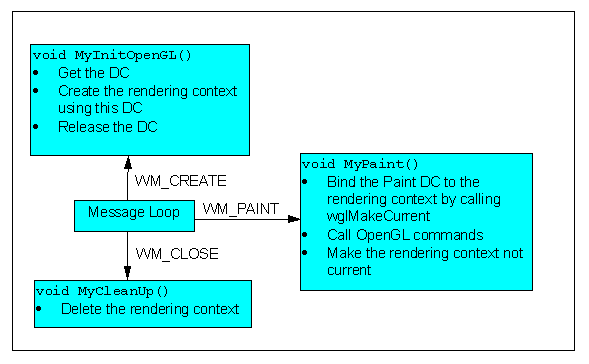 void MyInitOpenGL()
• Get the DC
• Create the rendering context
using this DC
• Release the DC
WM_CREATE
void MyPaint()
• Bind the Paint DC to the
rendering context by calling
wglMakeCurrent
• Call OpenGL commands
• Make the rendering context not
current
Message Loop
WM_PAINT
WM_CLOSE
void MyCleanUp()
• Delete the rendering context